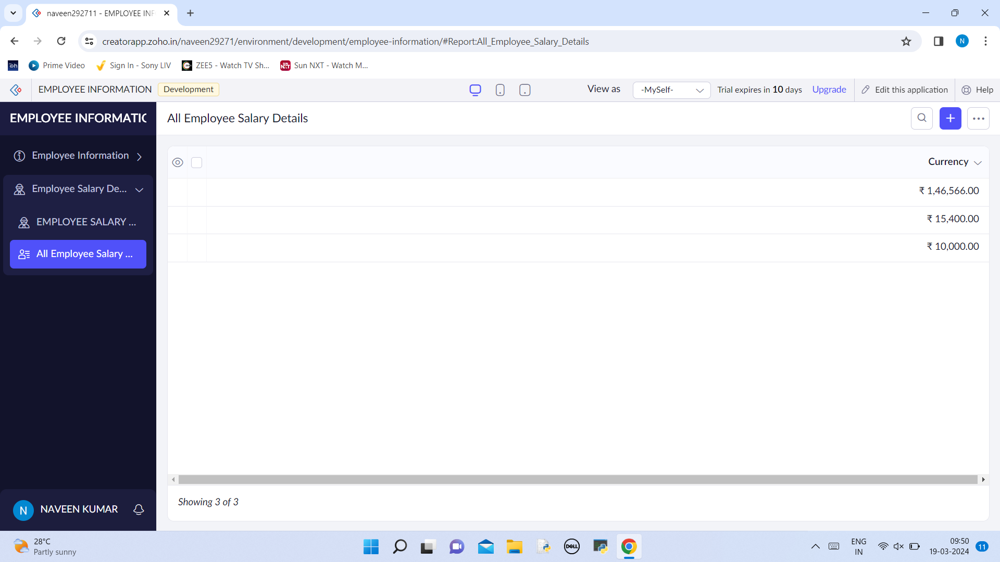 naveen292711 - EMPLOYEE INF
creatorapp.zoho.in/naveen29271/environment/development/employee-information/#Report:All_Employee_Salary_Details
N
Dh
Prime Video
Sign In - Sony LIV
ZEE5 - Watch TV Sh...
SUN NXT
Sun NXT - Watch M...
EMPLOYEE INFORMATION
Development
View as
-MySelf-
Trial expires in 10 days
Upgrade
Edit this application
Help
EMPLOYEE INFORMATIC
All Employee Salary Details
Employee Information
Employee Salary De...
EMPLOYEE SALARY ...
All Employee Salary ...
Currency
₹ 1,46,566.00
₹ 15,400.00
₹ 10,000.00
Showing 3 of 3
N
NAVEEN KUMAR
28°C
Partly sunny
DELL
ENG
IN
09:50
19-03-2024
11